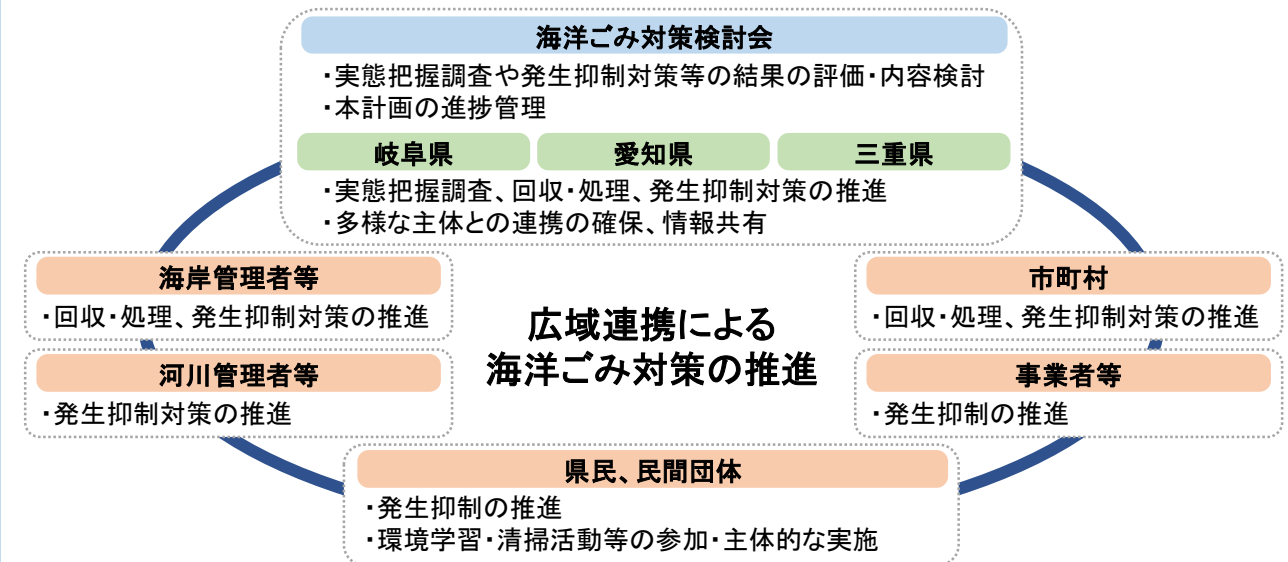 海洋ごみ対策検討会
・実態把握調査や発生抑制対策等の結果の評価・内容検討
・本計画の進捗管理
岐阜県 愛知県 三重県
・実態把握調査、回収・処理、発生抑制対策の推進
・多様な主体との連携の確保、情報共有
海岸管理者等
・回収・処理、発生抑制対策の推進
河川管理者等
・発生抑制対策の推進
広域連携による
海洋ごみ対策の推進
市町村
・回収・処理、発生抑制対策の推進
事業者等
・発生抑制の推進
県民、民間団体
・発生抑制の推進
・環境学習・清掃活動等の参加・主体的な実施